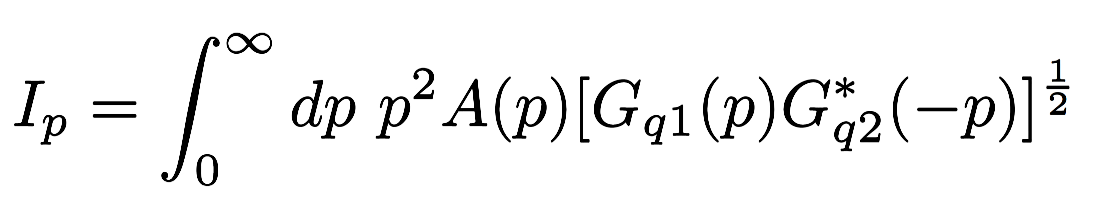 I_p = \int_0^\infty dp \, p^2 A(p)[G_{q1}(p)G^*_{q2}(-p)]^{\frac{1}{2}}